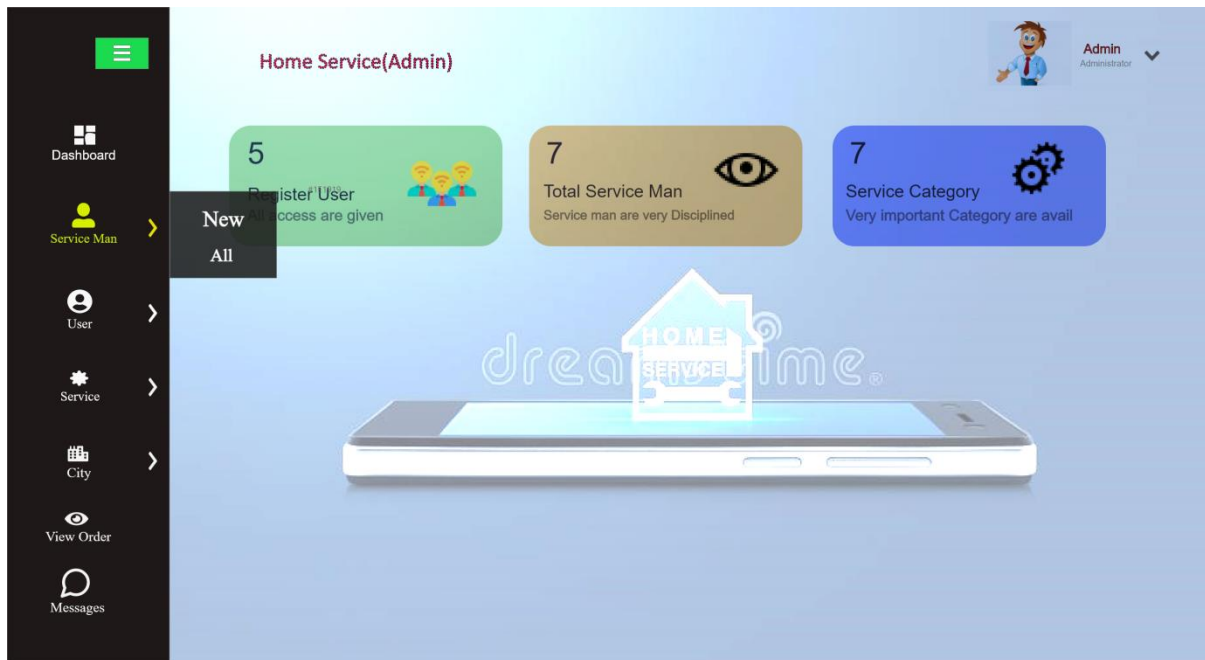 Home Service(Admin)
Admin
Administrator
Dashboard
Service Man
New
All
User
Service
City
View Order
Messages
5
Register User
All access are given
7
Total Service Man
Service man are very Disciplined
7
Service Category
Very important Category are avail
HOME
SERVICE
dreamstime.